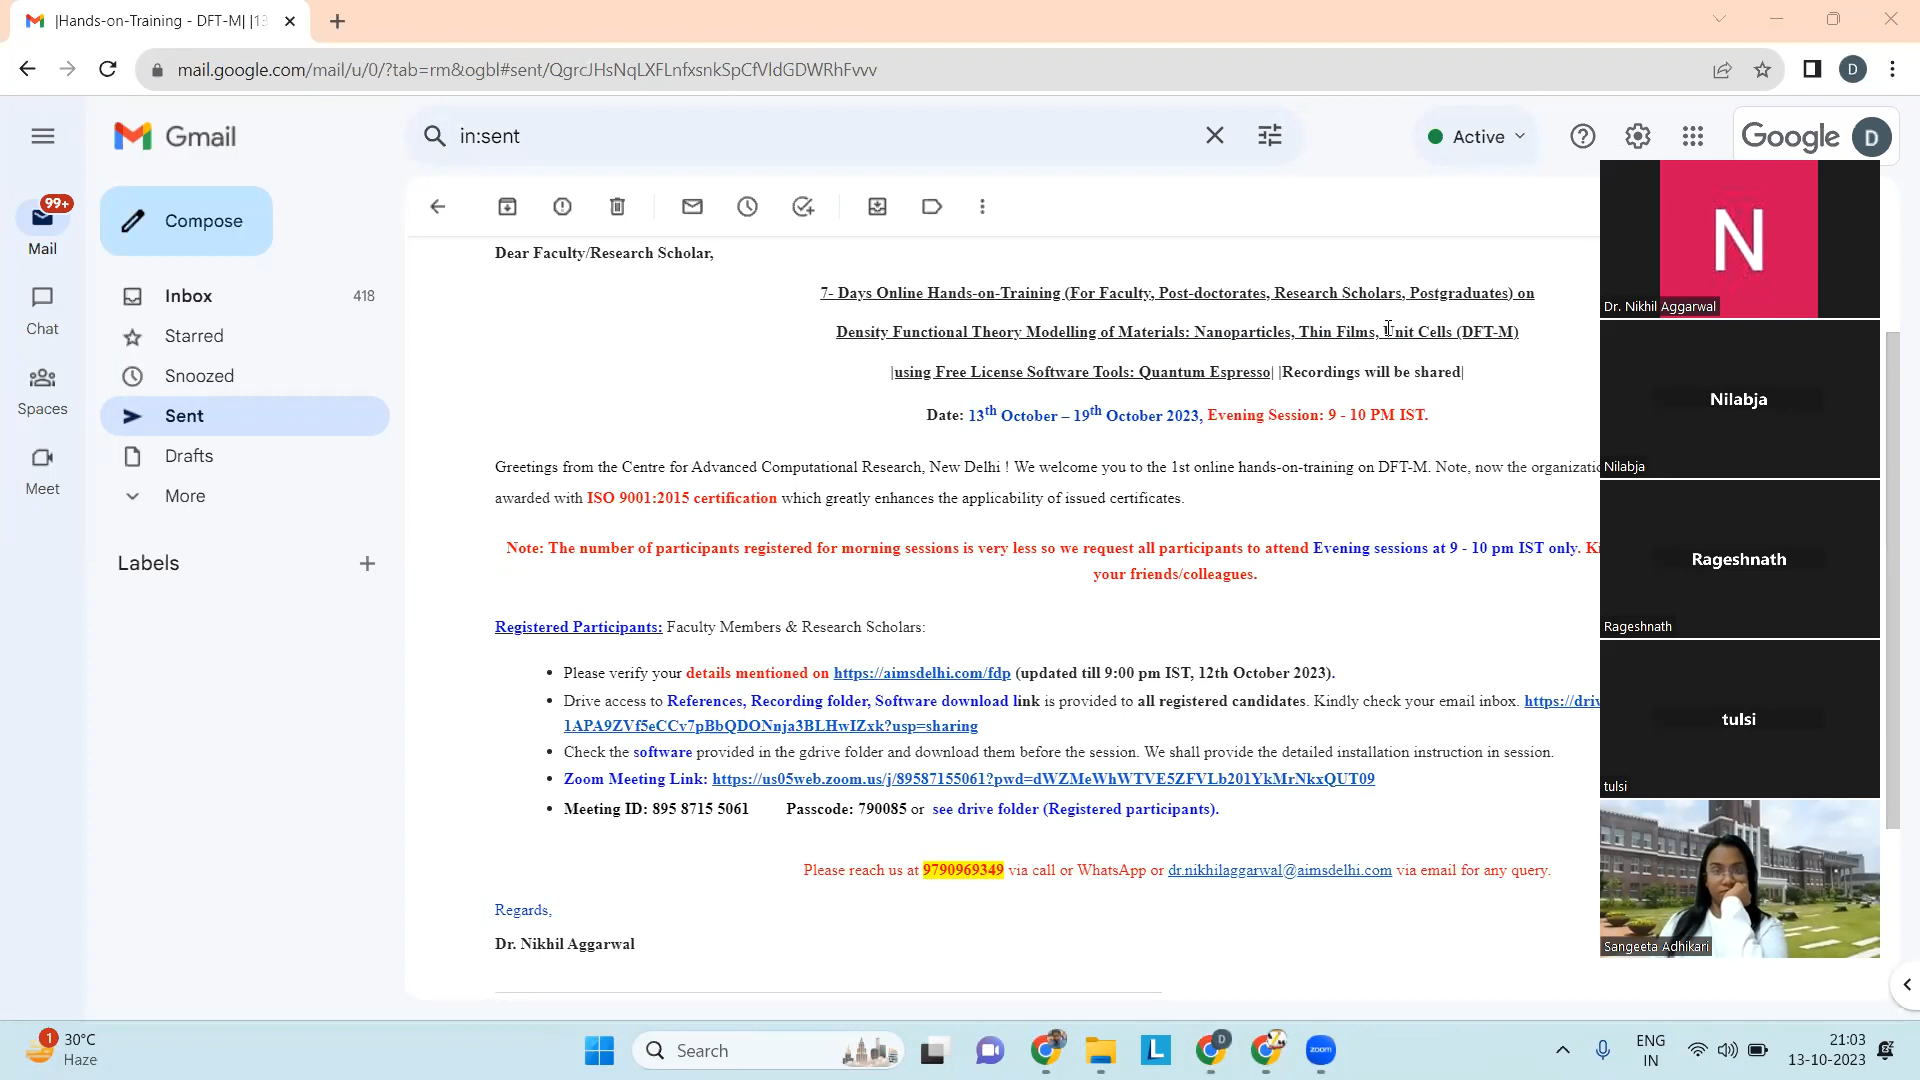 |Hands-on-Training - DFT-M| |13
mail.google.com/mail/u/0/?tab=rm&ogbl#sent/QgrcJHsNqLXFLnfxsnkSpCfVldGDWRhFvvv
D
Gmail
in:sent
Active
Google
D
99+
Mail
Chat
Spaces
Meet
Compose
Inbox 418
Starred
Snoozed
Sent
Drafts
More
Labels
Dear Faculty/Research Scholar,
7- Days Online Hands-on-Training (For Faculty, Post-doctorates, Research Scholars, Postgraduates) on
Density Functional Theory Modelling of Materials: Nanoparticles, Thin Films, Unit Cells (DFT-M)
|using Free License Software Tools: Quantum Espresso| |Recordings will be shared|
Date: 13th October – 19th October 2023, Evening Session: 9 - 10 PM IST.
Greetings from the Centre for Advanced Computational Research, New Delhi ! We welcome you to the 1st online hands-on-training on DFT-M. Note, now the organizatio
awarded with ISO 9001:2015 certification which greatly enhances the applicability of issued certificates.
Note: The number of participants registered for morning sessions is very less so we request all participants to attend Evening sessions at 9 - 10 pm IST only. Ki
your friends/colleagues.
Registered Participants: Faculty Members & Research Scholars:
• Please verify your details mentioned on https://aimsdelhi.com/fdp (updated till 9:00 pm IST, 12th October 2023).
• Drive access to References, Recording folder, Software download link is provided to all registered candidates. Kindly check your email inbox. https://driv
1APA9ZVf5eCCv7pBbQDONnja3BLHwIZxk?usp=sharing
• Check the software provided in the gdrive folder and download them before the session. We shall provide the detailed installation instruction in session.
• Zoom Meeting Link: https://us05web.zoom.us/j/89587155061?pwd=dWZMeWhWTVE5ZFVLb201YkMrNkxQUT09
• Meeting ID: 895 8715 5061 Passcode: 790085 or see drive folder (Registered participants).
Please reach us at 9790969349 via call or WhatsApp or dr.nikhilaggarwal@aimsdelhi.com via email for any query.
Regards,
Dr. Nikhil Aggarwal
N
Dr. Nikhil Aggarwal
Nilabja
Nilabja
Rageshnath
Rageshnath
tulsi
tulsi
Sangeeta Adhikari
1
30°C
Haze
Search
L
D
zoom
ENG
IN
21:03
13-10-2023